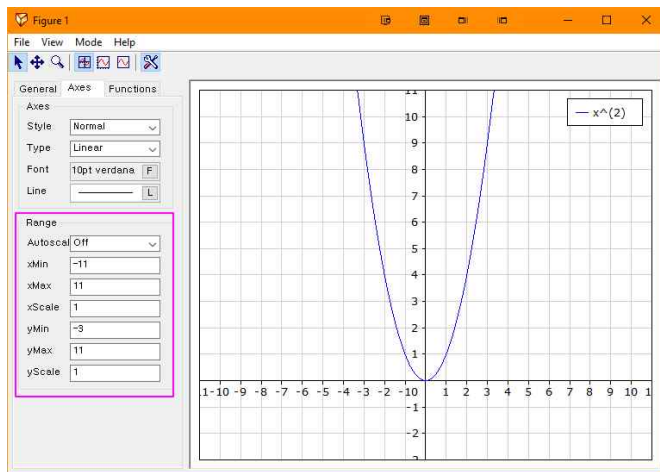 Figure 1
File View Mode Help
General Axes Functions
Axes
Style Normal
Type Linear
Font 10pt verdana F
Line L
Range
Autoscal Off
xMin -11
xMax 11
xScale 1
yMin -3
yMax 11
yScale 1
x^(2)
11
10
9
8
7
6
5
4
3
2
1
.1-10 -9 -8 -7 -6 -5 -4 -3 -2 -10 1 2 3 4 5 6 7 8 9 10 1
-1
-2